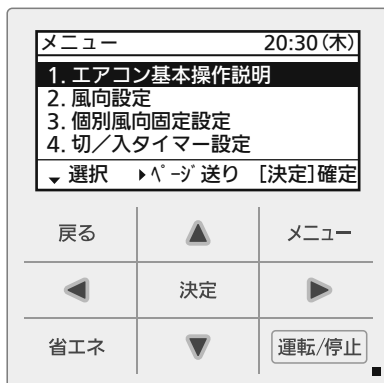 メニュー 20:30(木)
1. エアコン基本操作説明
2. 風向設定
3. 個別風向固定設定
4. 切/入タイマー設定
選択 ページ送り [決定]確定
戻る メニュー
決定
省エネ 運転/停止